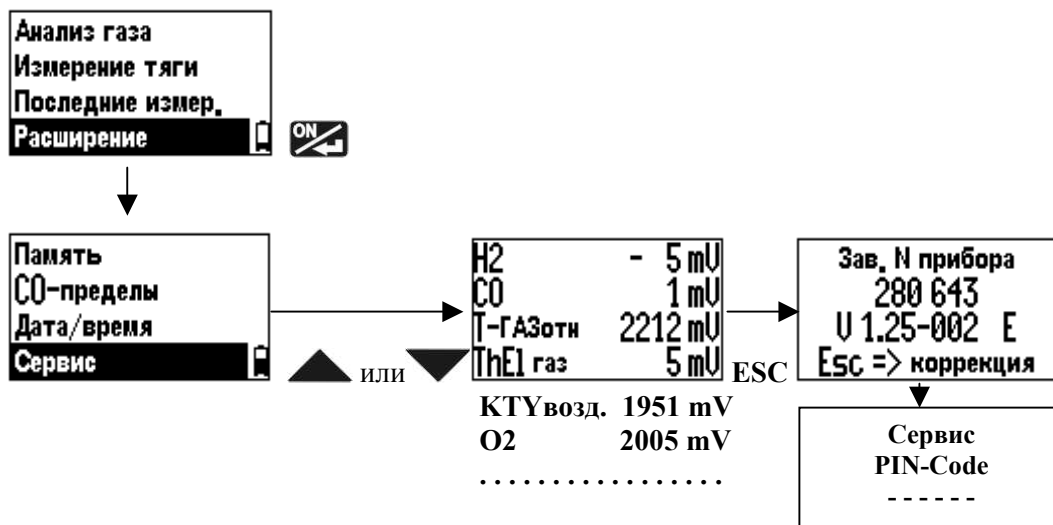 Анализ газа
Измерение тяги
Последние измер.
Расширение
ON
Память
CO-пределы
Дата/время
Сервис
или
H2 - 5 mV
CO 1 mV
Т-ГАЗотн 2212 mV
ThEl газ 5 mV
KTYвозд. 1951 mV
O2 2005 mV
. . . . . . . . . . . . . . . . . .
ESC
Зав. N прибора
280 643
V 1.25-002 E
Esc => коррекция
Сервис
PIN-Code
- - - - - -